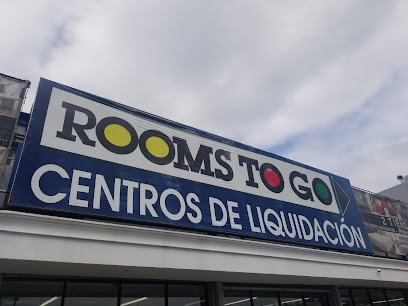 ROOMS TO GO
CENTROS DE LIQUIDACIÓN